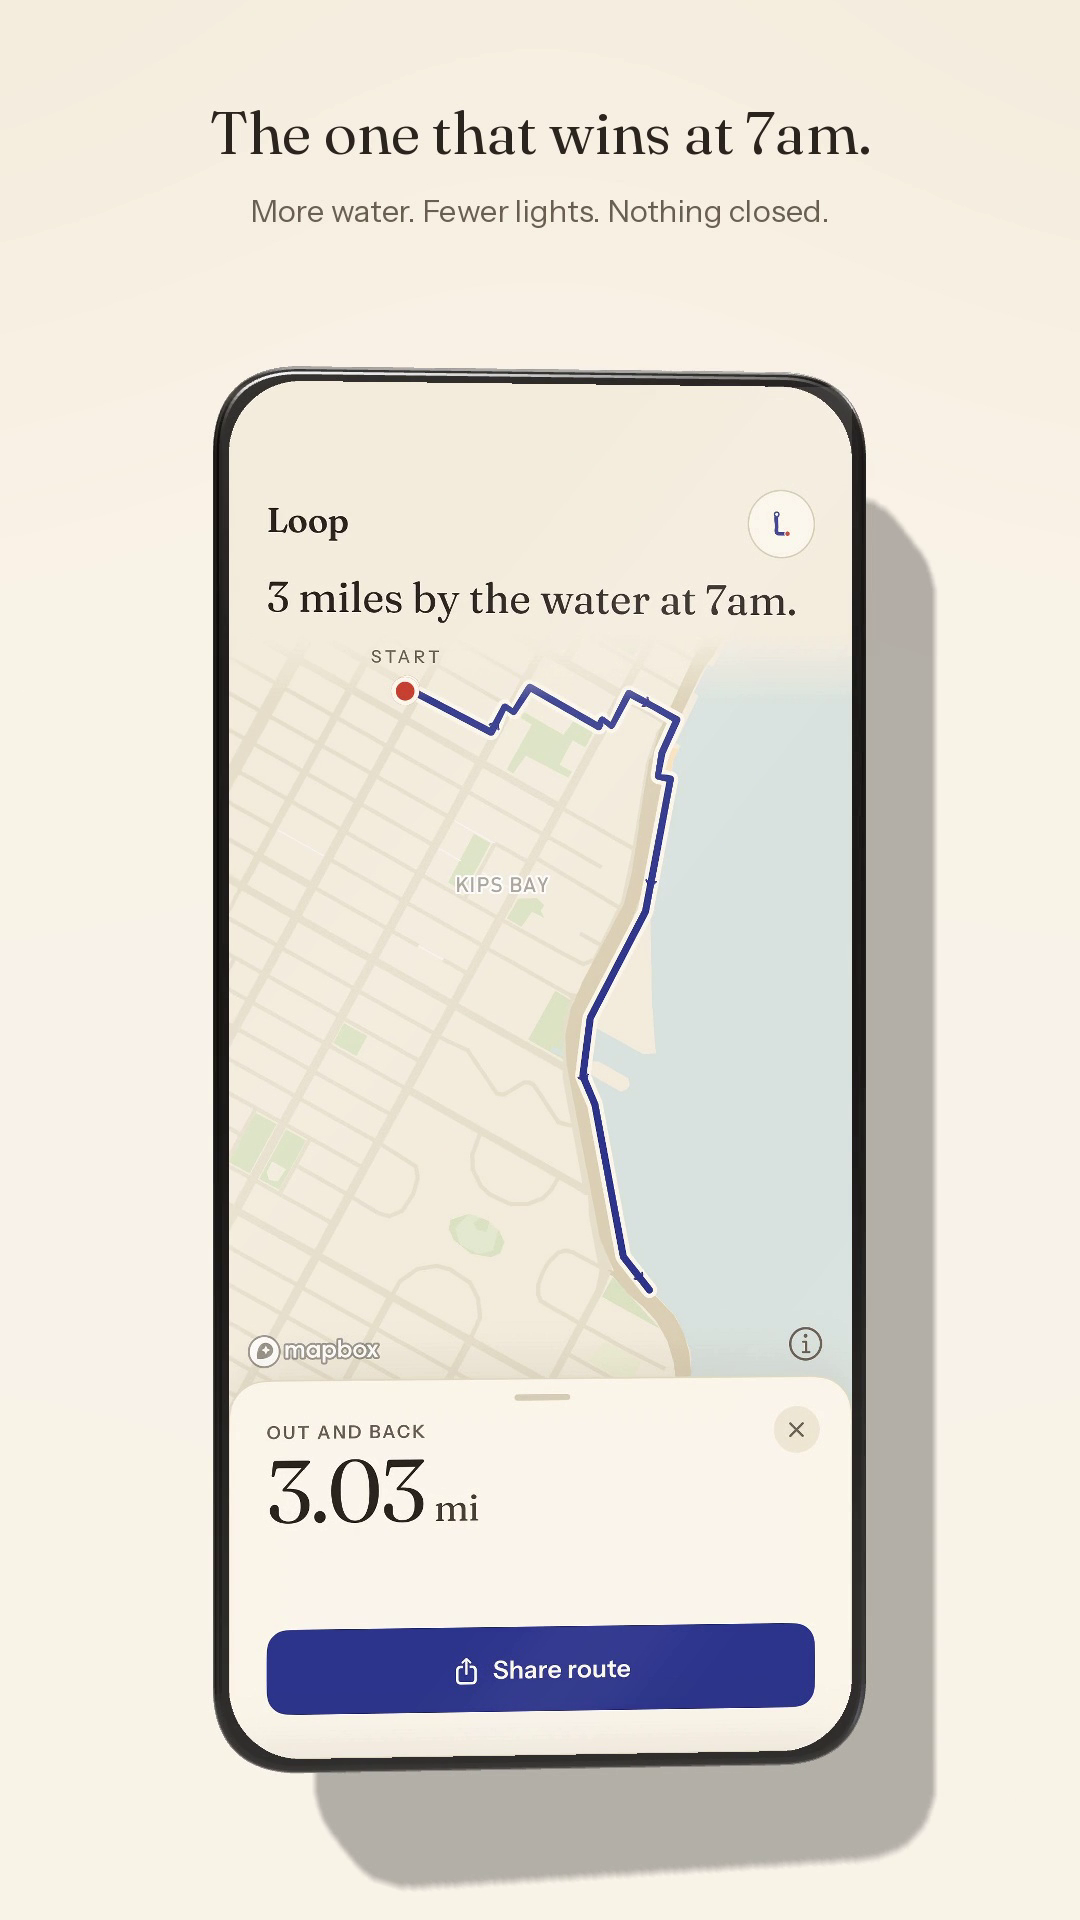 The one that wins at 7am.
More water. Fewer lights. Nothing closed.
Loop
L
3 miles by the water at 7am.
START
KIPS BAY
mapbox
OUT AND BACK
3.03 mi
Share route